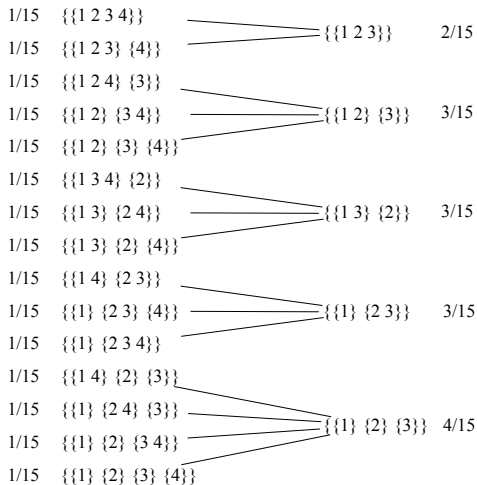 1/15 {{1 2 3 4}}
{{1 2 3}} 2/15
1/15 {{1 2 3} {4}}
1/15 {{1 2 4} {3}}
1/15 {{1 2} {3 4}}
{{1 2} {3}} 3/15
1/15 {{1 2} {3} {4}}
1/15 {{1 3 4} {2}}
1/15 {{1 3} {2 4}}
{{1 3} {2}} 3/15
1/15 {{1 3} {2} {4}}
1/15 {{1 4} {2 3}}
1/15 {{1} {2 3} {4}}
{{1} {2 3}} 3/15
1/15 {{1} {2 3 4}}
1/15 {{1 4} {2} {3}}
1/15 {{1} {2 4} {3}}
{{1} {2} {3}} 4/15
1/15 {{1} {2} {3 4}}
1/15 {{1} {2} {3} {4}}